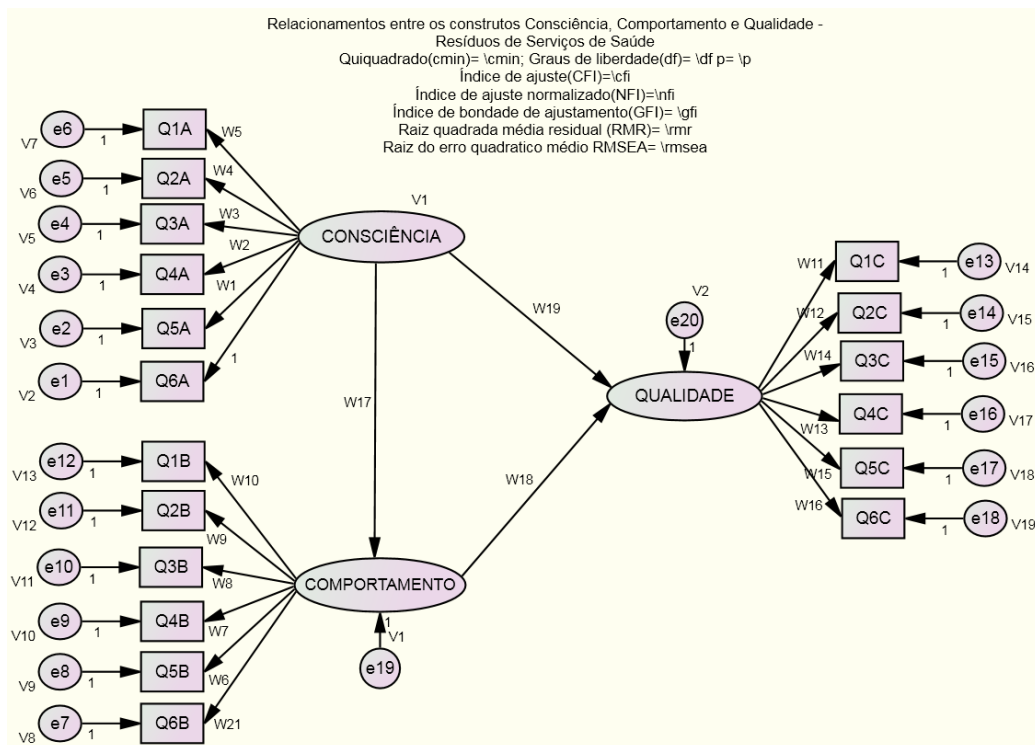 Relacionamentos entre os construtos Consciência, Comportamento e Qualidade -
Resíduos de Serviços de Saúde
Quiquadrado(cmin)= \cmin; Graus de liberdade(df)= \df p= \p
Índice de ajuste(CFI)=\cfi
Índice de ajuste normalizado(NFI)=\nfi
Índice de bondade de ajustamento(GFI)= \gfi
Raiz quadrada média residual (RMR)= \rmr
Raiz do erro quadratico médio RMSEA= \rmsea
V7 e6 1 Q1A W5
V6 e5 1 Q2A W4
V5 e4 1 Q3A W3
V4 e3 1 Q4A W2
V3 e2 1 Q5A W1
V2 e1 1 Q6A 1
V1
CONSCIÊNCIA
W19
W17
W18
V13 e12 1 Q1B W10
V12 e11 1 Q2B W9
V11 e10 1 Q3B W8
V10 e9 1 Q4B W7
V9 e8 1 Q5B W6
V8 e7 1 Q6B W21
COMPORTAMENTO
1
V1
e19
V2
e20
1
QUALIDADE
W11 Q1C 1 e13 V14
W12 Q2C 1 e14 V15
W14 Q3C 1 e15 V16
W13 Q4C 1 e16 V17
W15 Q5C 1 e17 V18
W16 Q6C 1 e18 V19